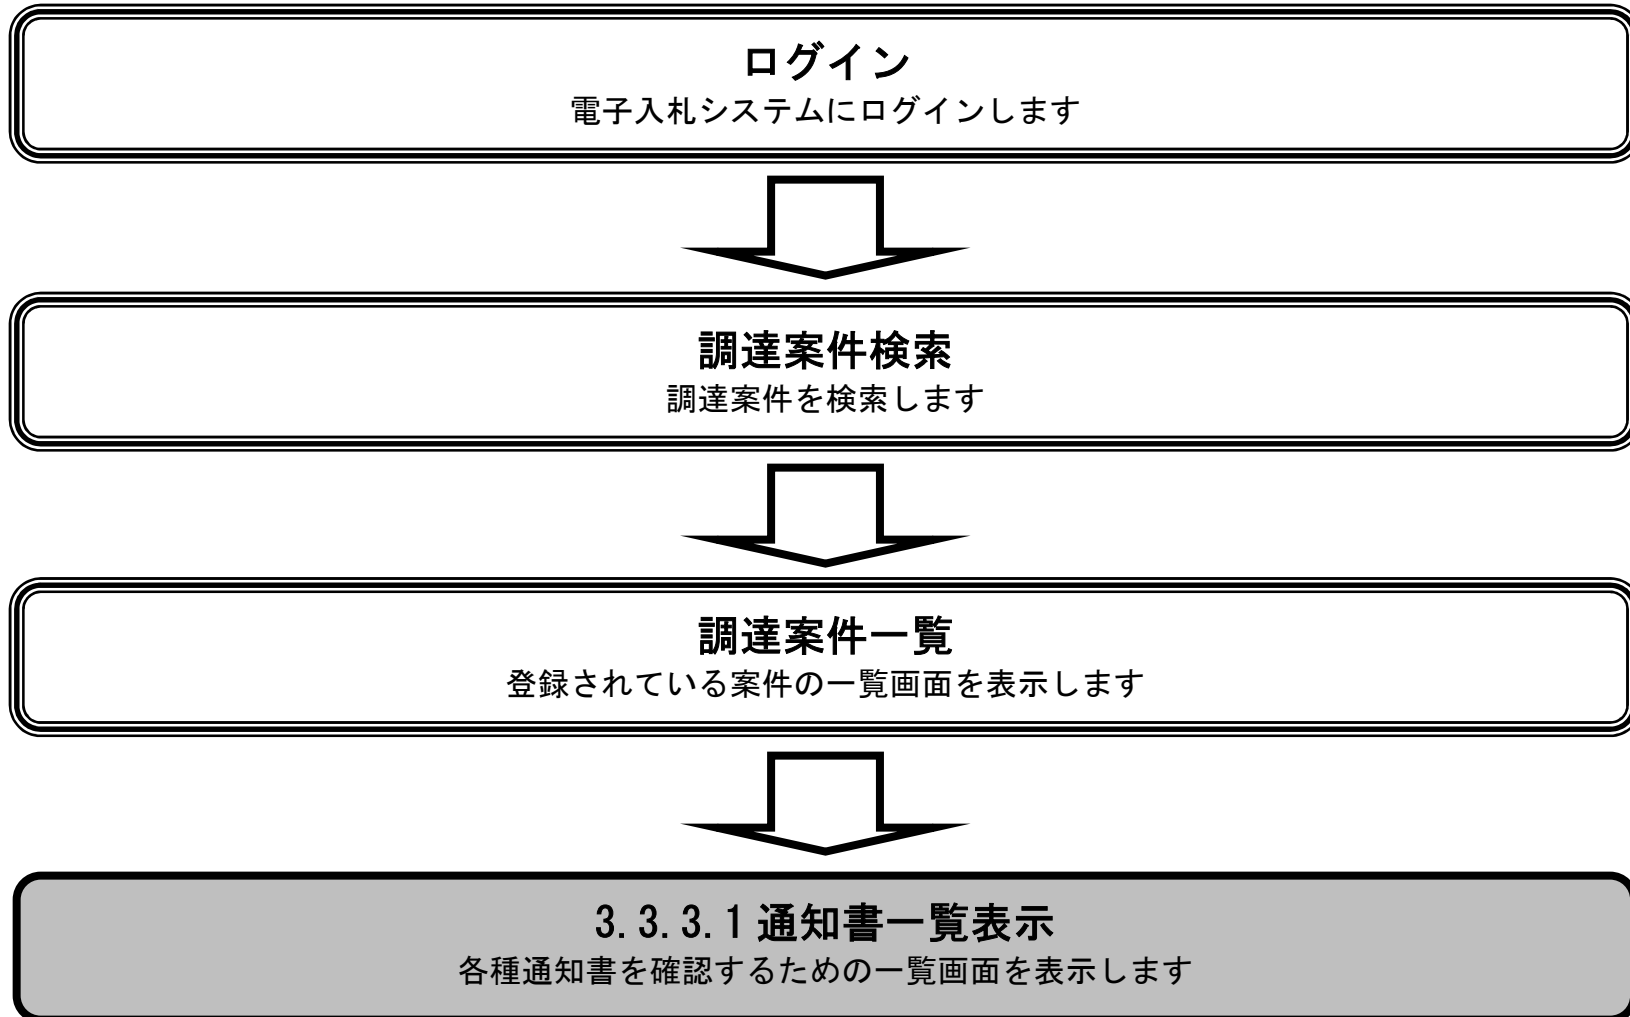 ログイン
電子入札システムにログインします
調達案件検索
調達案件を検索します
調達案件一覧
登録されている案件の一覧画面を表示します
3.3.3.1 通知書一覧表示
各種通知書を確認するための一覧画面を表示します